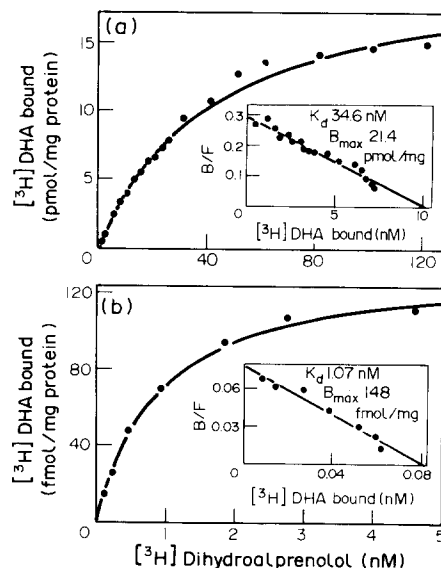 (a)
15
10
5
0
[³H] DHA bound
(pmol/mg protein)
0.3
0.2
0.1
0
B/F
K_d 34.6 nM
B_max 21.4
pmol/mg
5
10
[³H] DHA bound (nM)
0
40
80
120
(b)
120
80
40
0
[³H] DHA bound
(fmol/mg protein)
0.06
0.03
0
B/F
K_d 1.07 nM
B_max 148
fmol/mg
0.04
0.08
[³H] DHA bound (nM)
1
2
3
4
5
[³H] Dihydroalprenolol (nM)